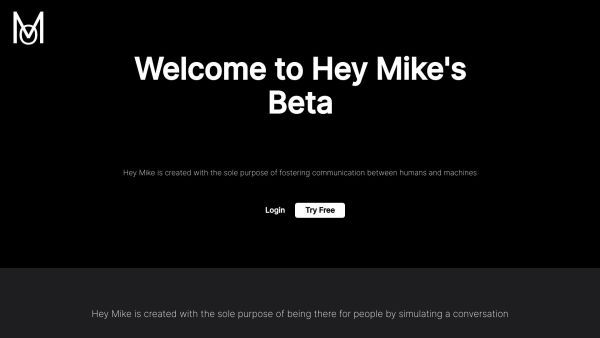 M
Welcome to Hey Mike's
Beta
Hey Mike is created with the sole purpose of fostering communication between humans and machines
Login
Try Free
Hey Mike is created with the sole purpose of being there for people by simulating a conversation